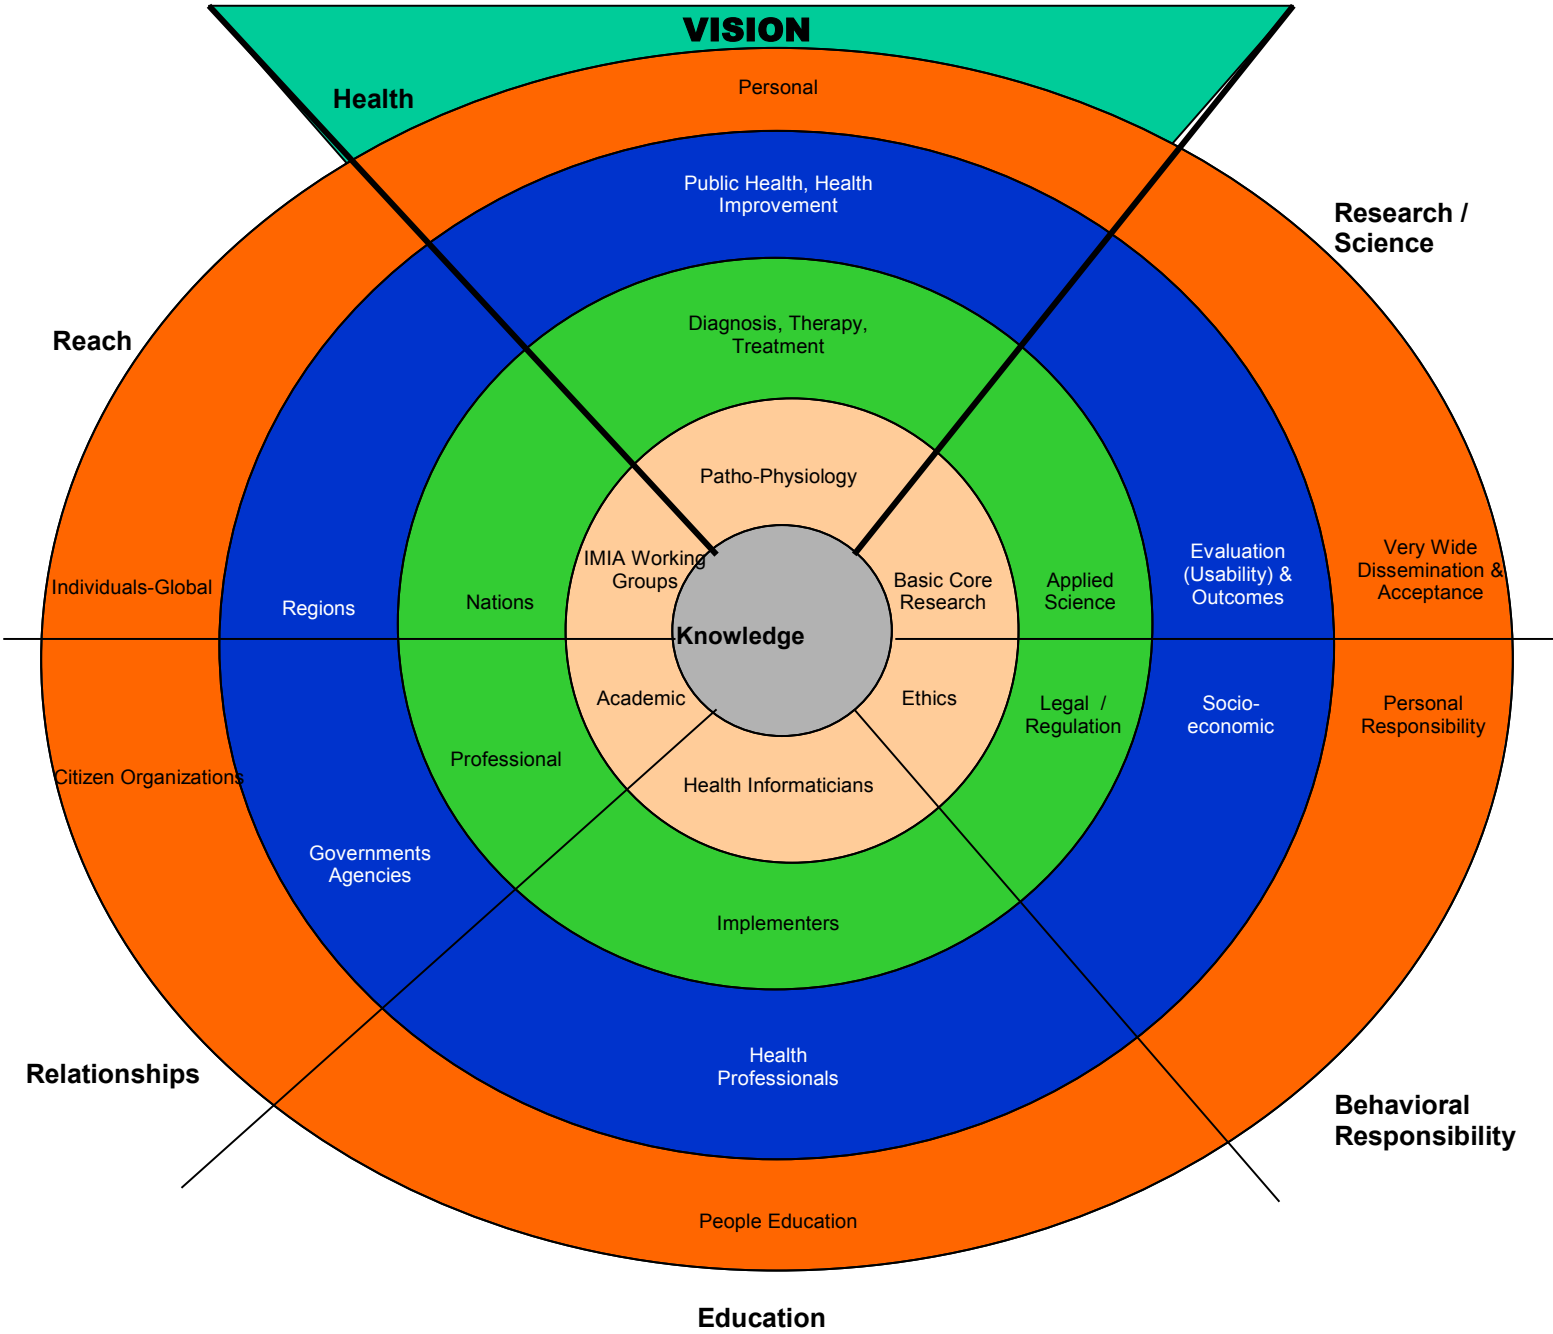 VISION
Personal
Health
Public Health, Health
Improvement
Research /
Science
Diagnosis, Therapy,
Treatment
Reach
Patho-Physiology
IMIA Working
Groups
Basic Core
Research
Applied
Science
Evaluation
(Usability) &
Outcomes
Very Wide
Dissemination &
Acceptance
Individuals-Global
Regions
Nations
Knowledge
Academic
Ethics
Legal /
Regulation
Socio-
economic
Personal
Responsibility
Professional
Citizen Organizations
Health Informaticians
Governments
Agencies
Implementers
Health
Professionals
Relationships
Behavioral
Responsibility
People Education
Education